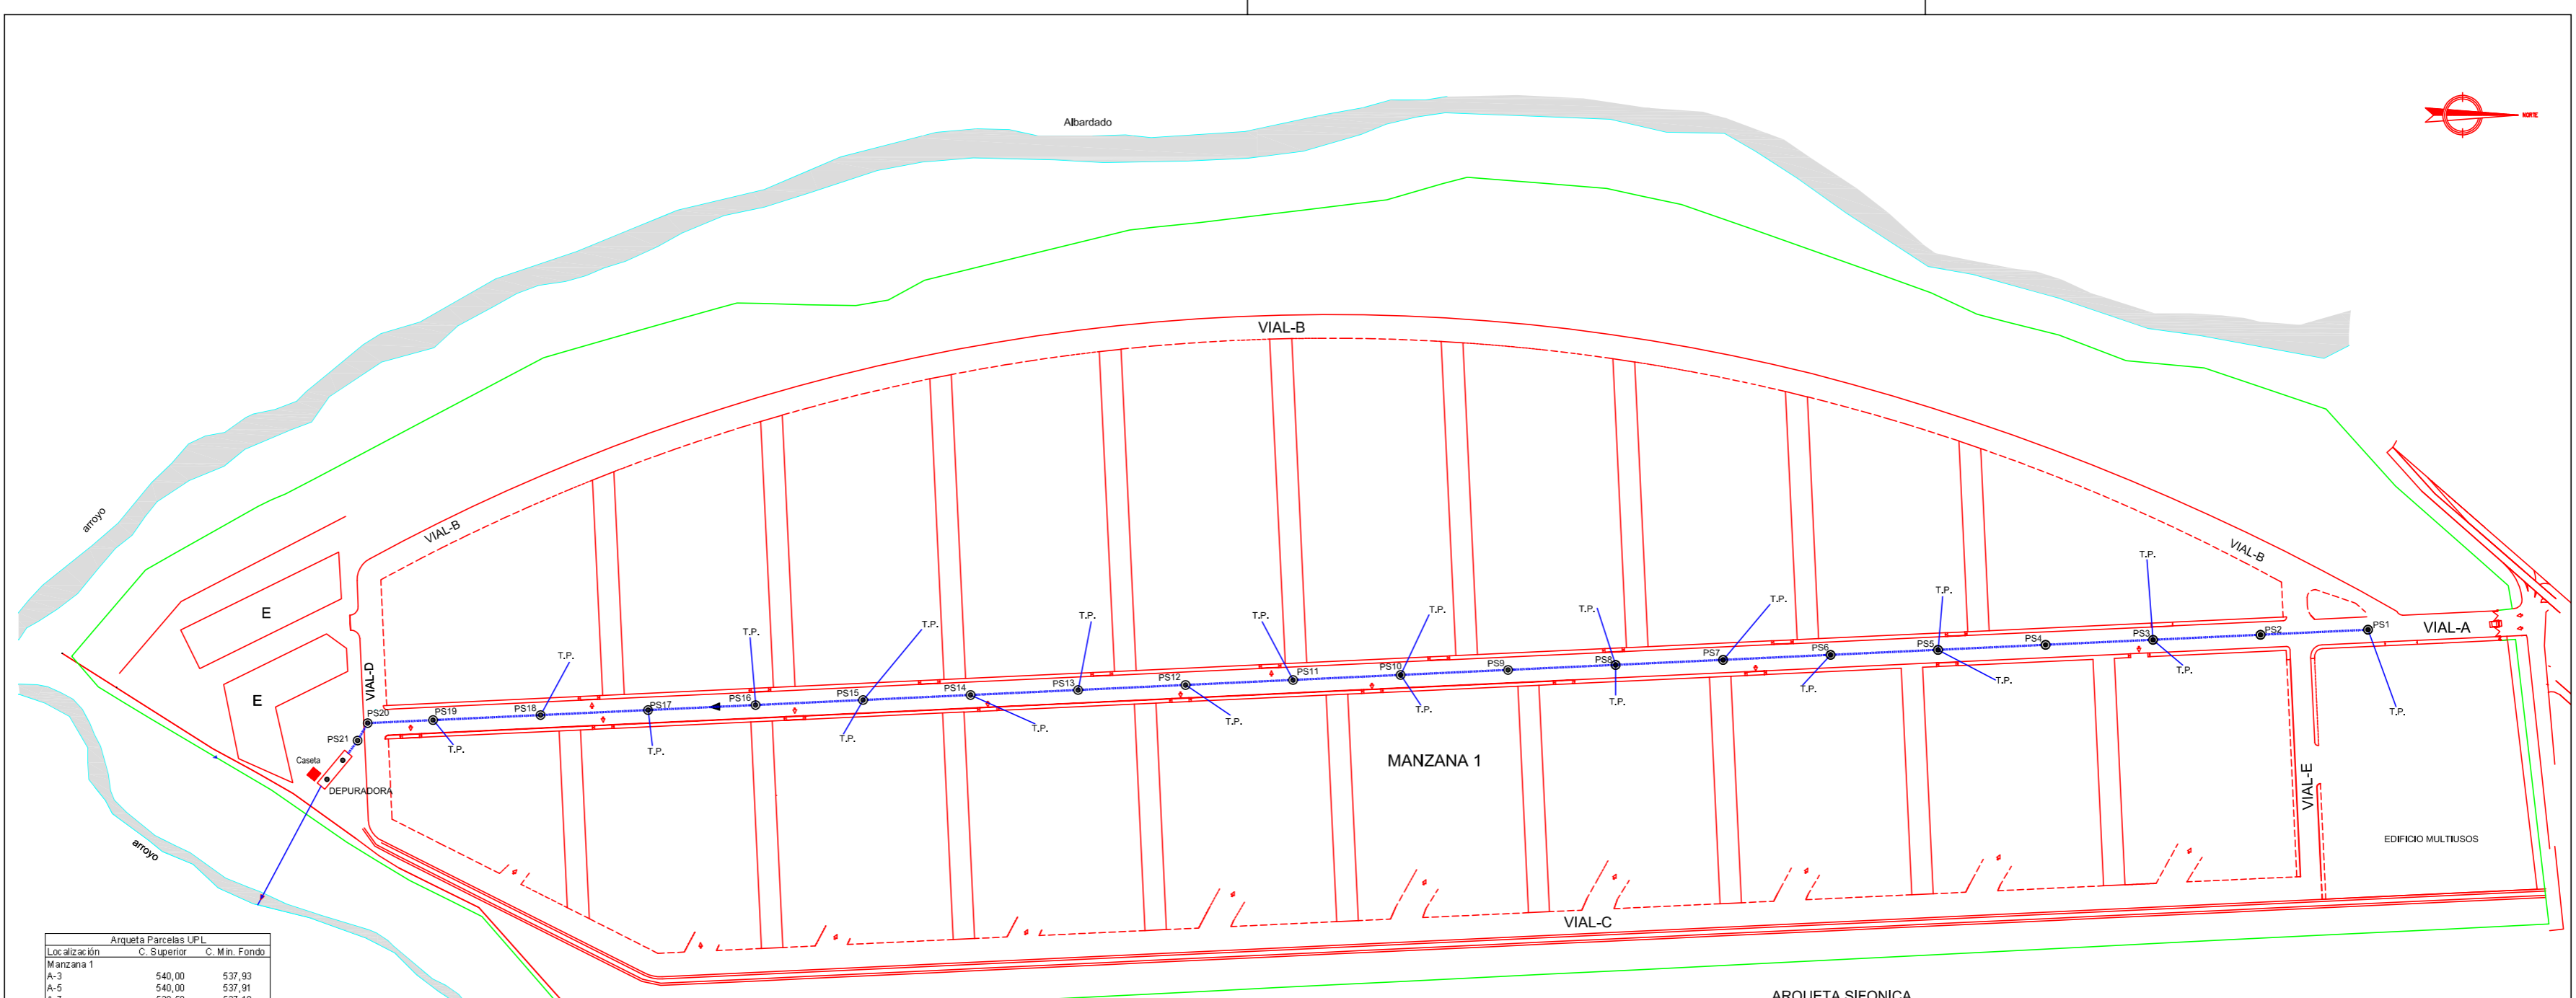 Albardado
NORTE
VIAL-B
arroyo
VIAL-B
VIAL-B
T.P.
T.P.
T.P.
T.P.
T.P.
T.P.
T.P.
T.P.
T.P.
T.P.
T.P.
E
E
VIAL-D
PS20
PS19
PS18
PS17
PS16
PS15
PS14
PS13
PS12
PS11
PS10
PS9
PS8
PS7
PS6
PS5
PS4
PS3
PS2
PS1
VIAL-A
PS21
T.P.
T.P.
T.P.
T.P.
T.P.
T.P.
T.P.
T.P.
T.P.
T.P.
T.P.
Caseta
DEPURADORA
MANZANA 1
VIAL-E
EDIFICIO MULTIUSOS
arroyo
VIAL-C
Arqueta Parcelas UPL
Localización C. Superior C. Min. Fondo
Manzana 1
A-3 540,00 537,93
A-5 540,00 537,91
ARQUETA SIFONICA